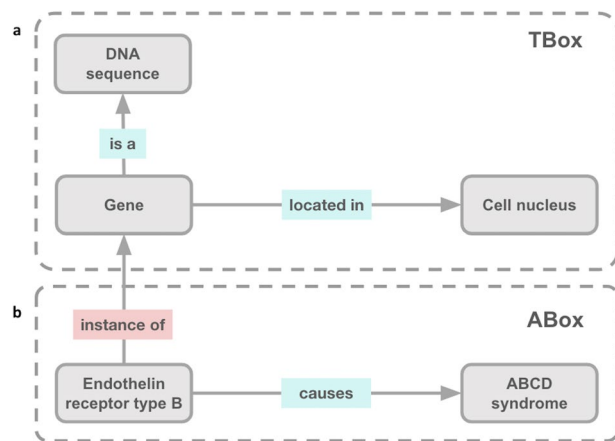 a
TBox
DNA
sequence
is a
Gene
located in
Cell nucleus
b
ABox
instance of
Endothelin
receptor type B
causes
ABCD
syndrome